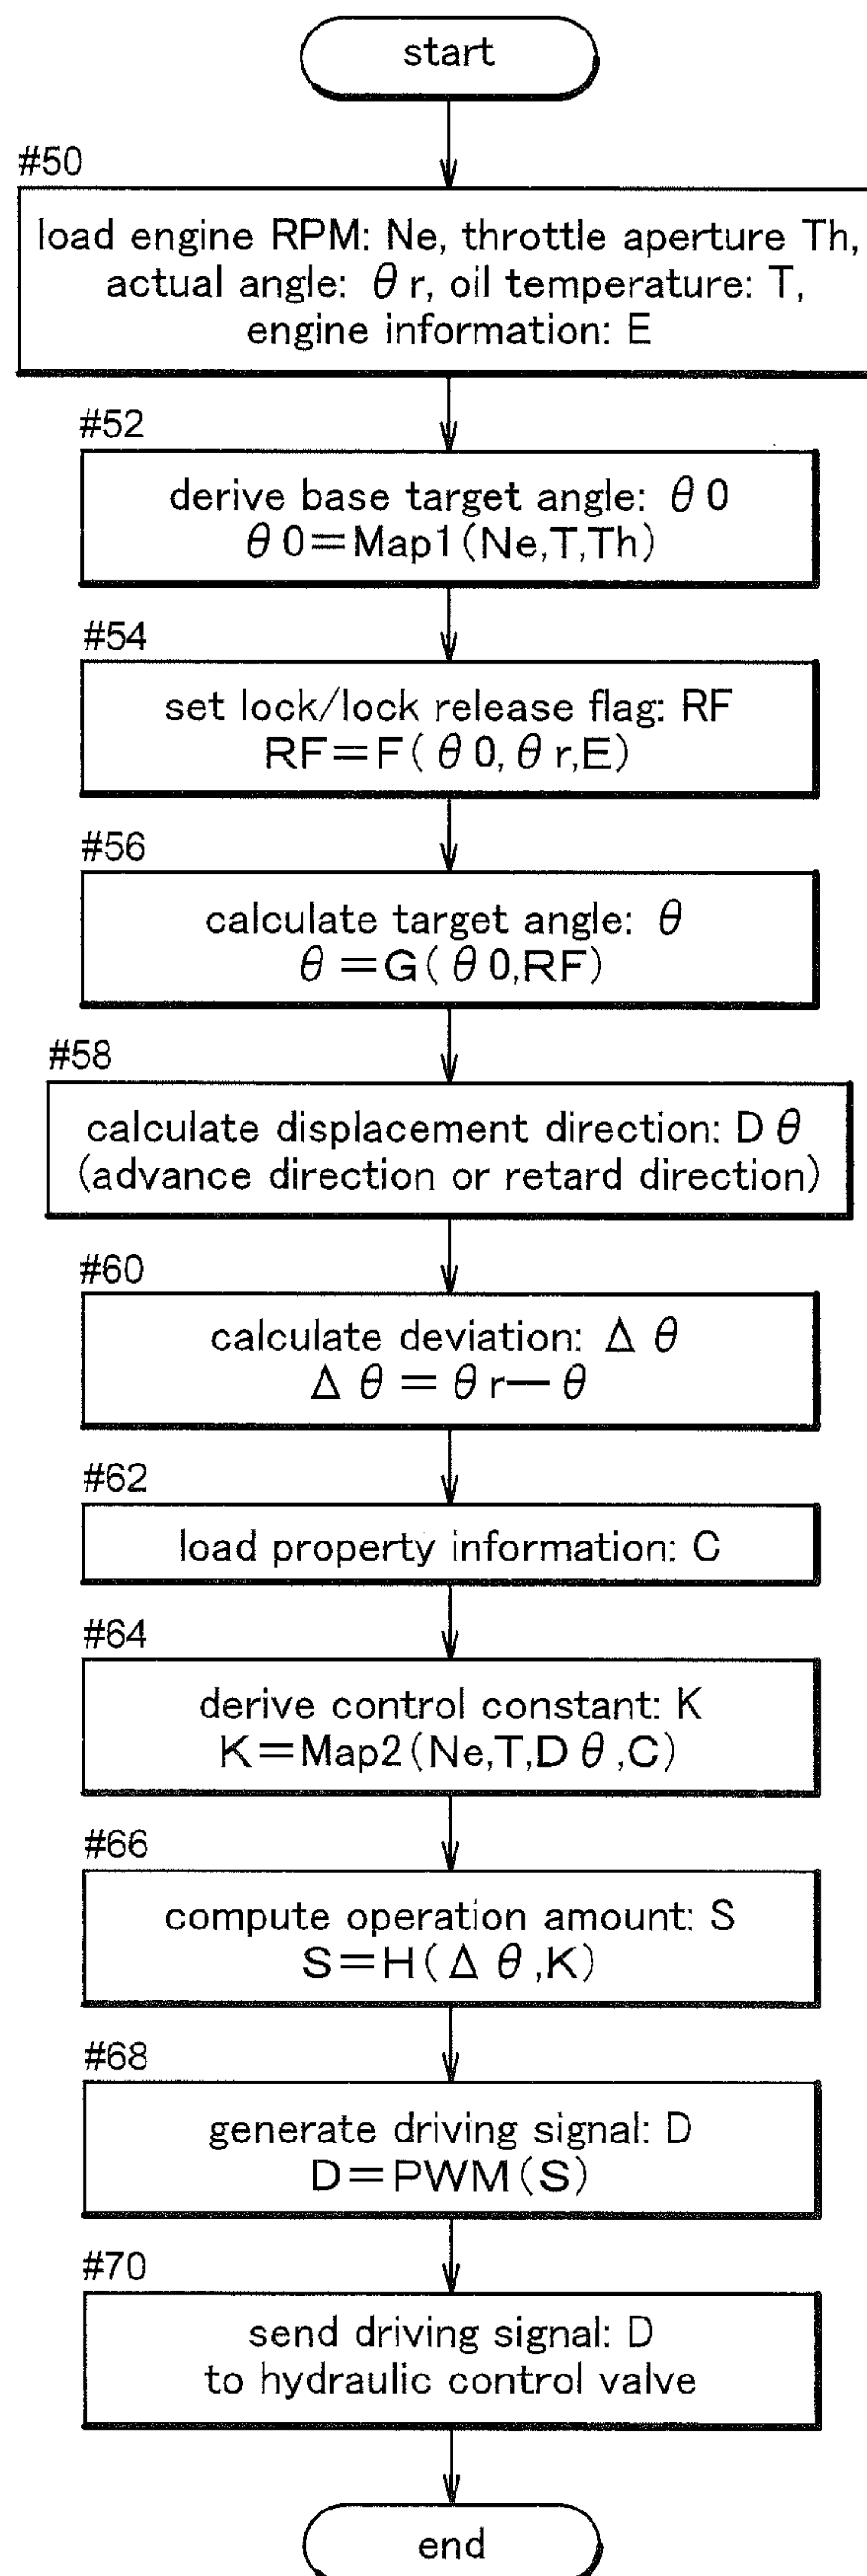 start
#50
load engine RPM: Ne, throttle aperture Th,
actual angle: θ r, oil temperature: T,
engine information: E
#52
derive base target angle: θ 0
θ 0=Map1(Ne,T,Th)
#54
set lock/lock release flag: RF
RF=F( θ 0, θ r,E)
#56
calculate target angle: θ
θ =G( θ 0,RF)
#58
calculate displacement direction: D θ
(advance direction or retard direction)
#60
calculate deviation: Δ θ
Δ θ = θ r— θ
#62
load property information: C
#64
derive control constant: K
K=Map2(Ne,T,D θ ,C)
#66
compute operation amount: S
S=H( Δ θ ,K)
#68
generate driving signal: D
D=PWM(S)
#70
send driving signal: D
to hydraulic control valve
end